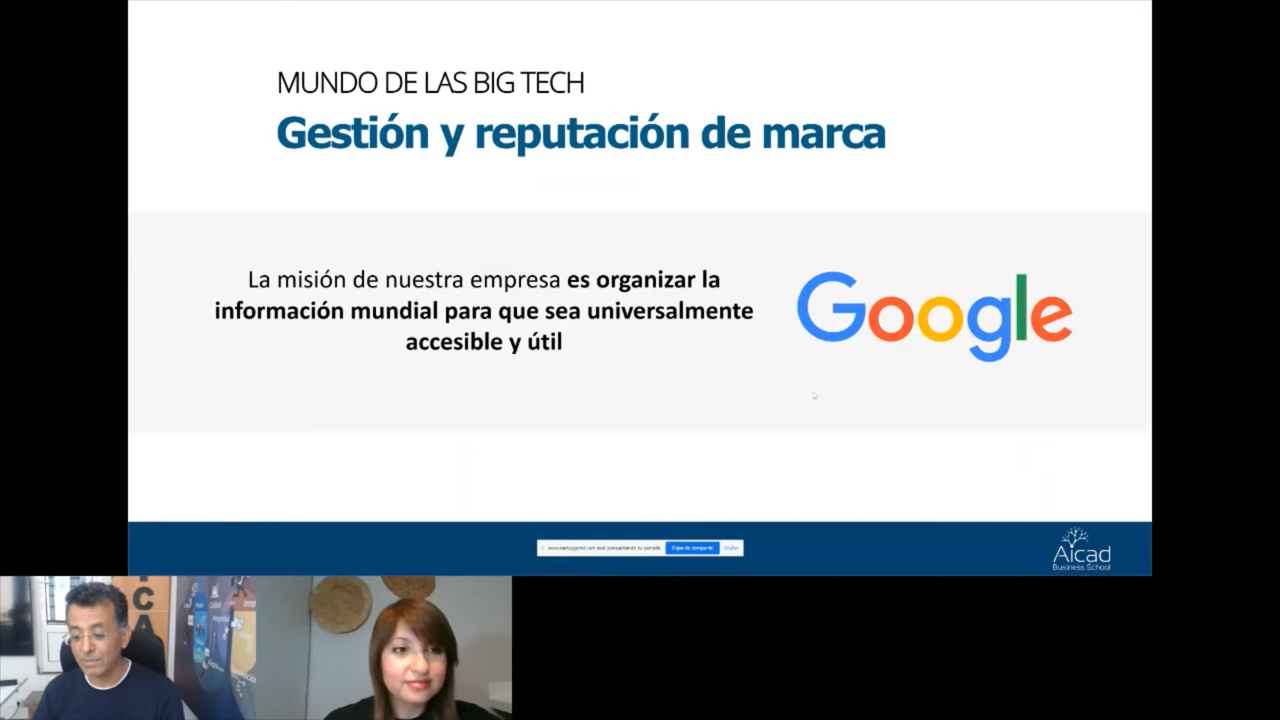 MUNDO DE LAS BIG TECH
Gestión y reputación de marca
La misión de nuestra empresa es organizar la
información mundial para que sea universalmente
accesible y útil
Google
Dejar de compartir
Aicad
Business School